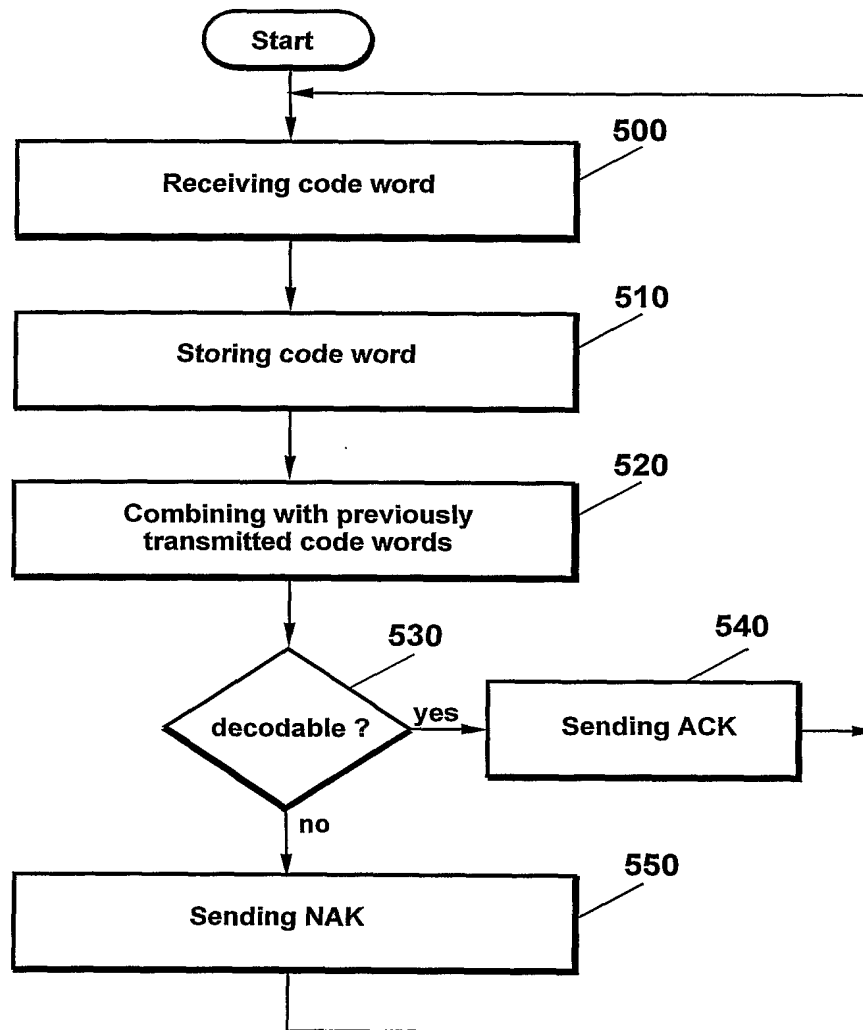 Start
500
Receiving code word
510
Storing code word
520
Combining with previously
transmitted code words
530
decodable ?
yes
540
Sending ACK
no
550
Sending NAK